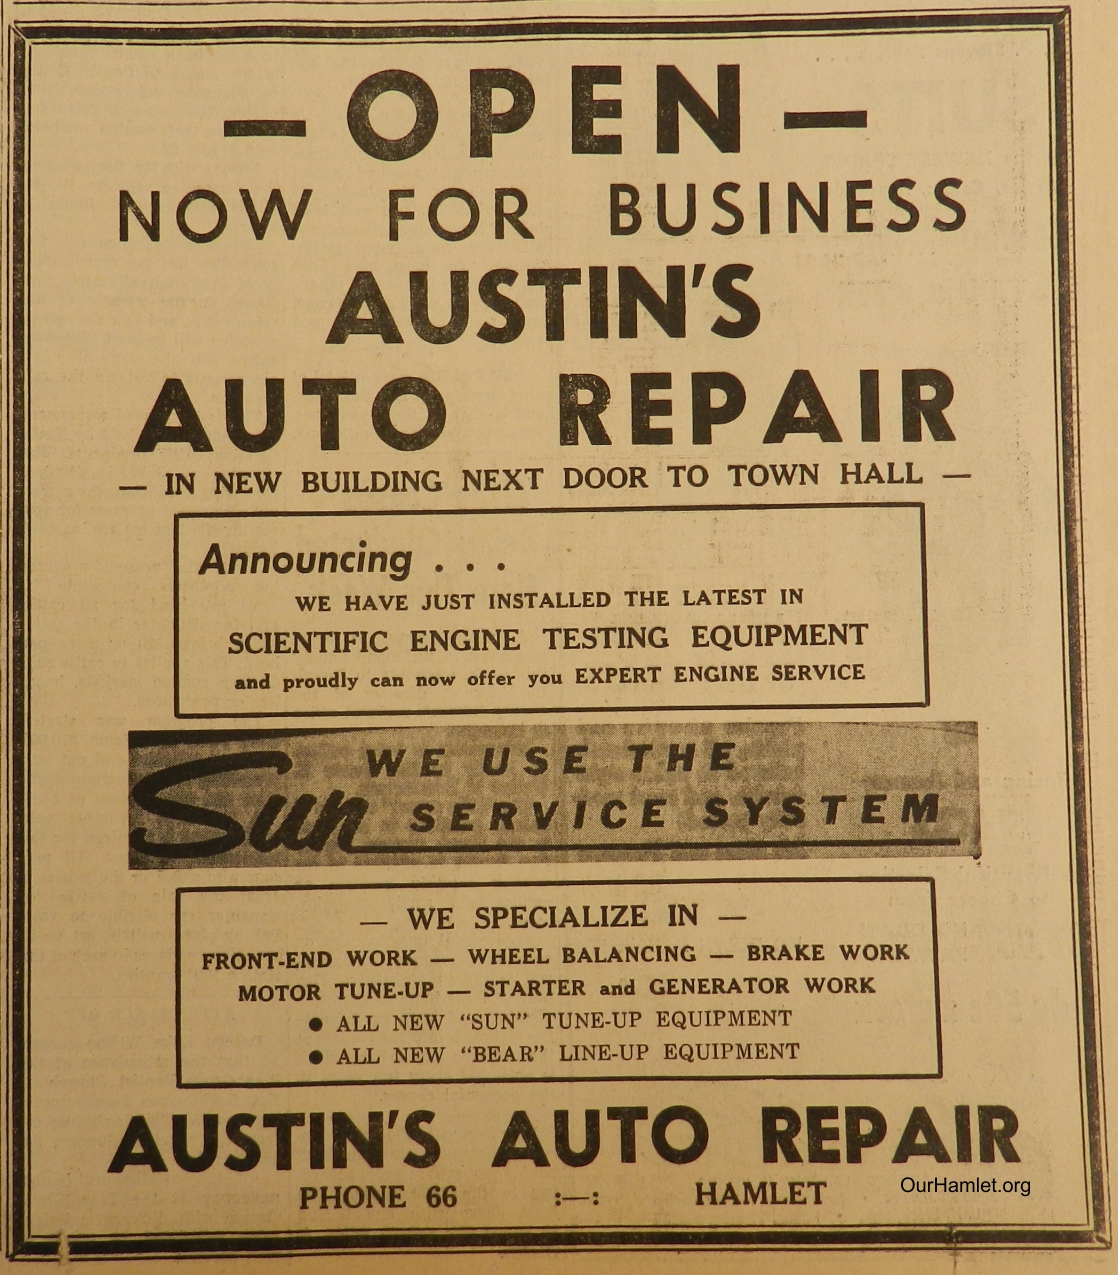 — OPEN —
NOW FOR BUSINESS
AUSTIN'S
AUTO REPAIR
— IN NEW BUILDING NEXT DOOR TO TOWN HALL —
Announcing . . .
WE HAVE JUST INSTALLED THE LATEST IN
SCIENTIFIC ENGINE TESTING EQUIPMENT
and proudly can now offer you EXPERT ENGINE SERVICE
WE USE THE
Sun SERVICE SYSTEM
— WE SPECIALIZE IN —
FRONT-END WORK — WHEEL BALANCING — BRAKE WORK
MOTOR TUNE-UP — STARTER and GENERATOR WORK
● ALL NEW “SUN” TUNE-UP EQUIPMENT
● ALL NEW “BEAR” LINE-UP EQUIPMENT
AUSTIN'S AUTO REPAIR
PHONE 66 :—: HAMLET
OurHamlet.org